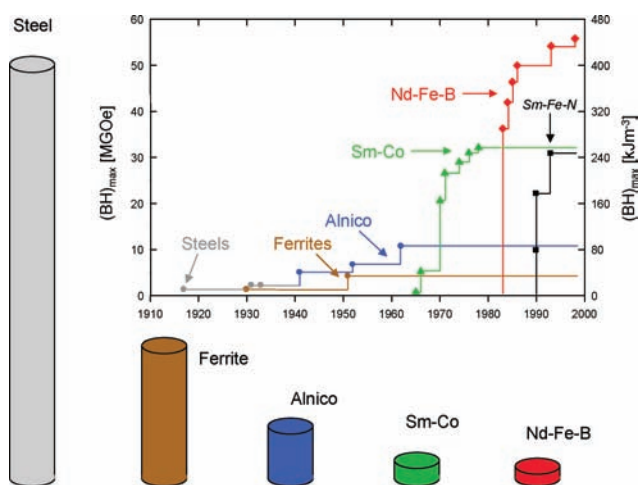 Steel
60
50
40
30
20
10
0
(BH)max [MGOe]
480
400
320
240
160
80
0
(BH)max [kJm-3]
Nd-Fe-B
Sm-Fe-N
Sm-Co
Alnico
Steels
Ferrites
1910 1920 1930 1940 1950 1960 1970 1980 1990 2000
Ferrite
Alnico
Sm-Co
Nd-Fe-B